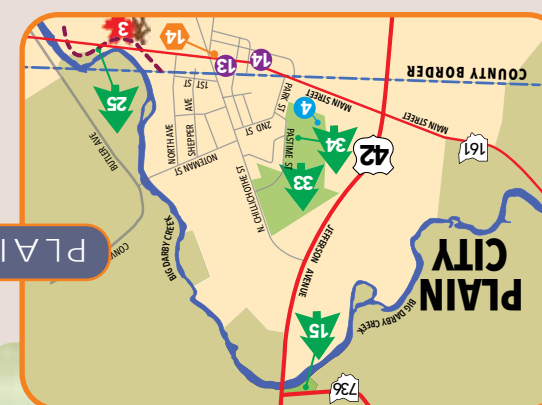 736
15
BIG DARBY CREEK
PLAIN
CITY
JEFFERSON AVENUE
BIG DARBY CREEK
CONV
PLAI
N. CHILLICHOTHE ST
33
42
34
161
PASTIME ST
NOTEMAN ST
2ND ST
4
MAIN STREET
MAIN STREET
BUTLER AVE
NORTH AVE
SHEPPER AVE
PARK ST
25
1ST ST
COUNTY BORDER
13
14
14
3